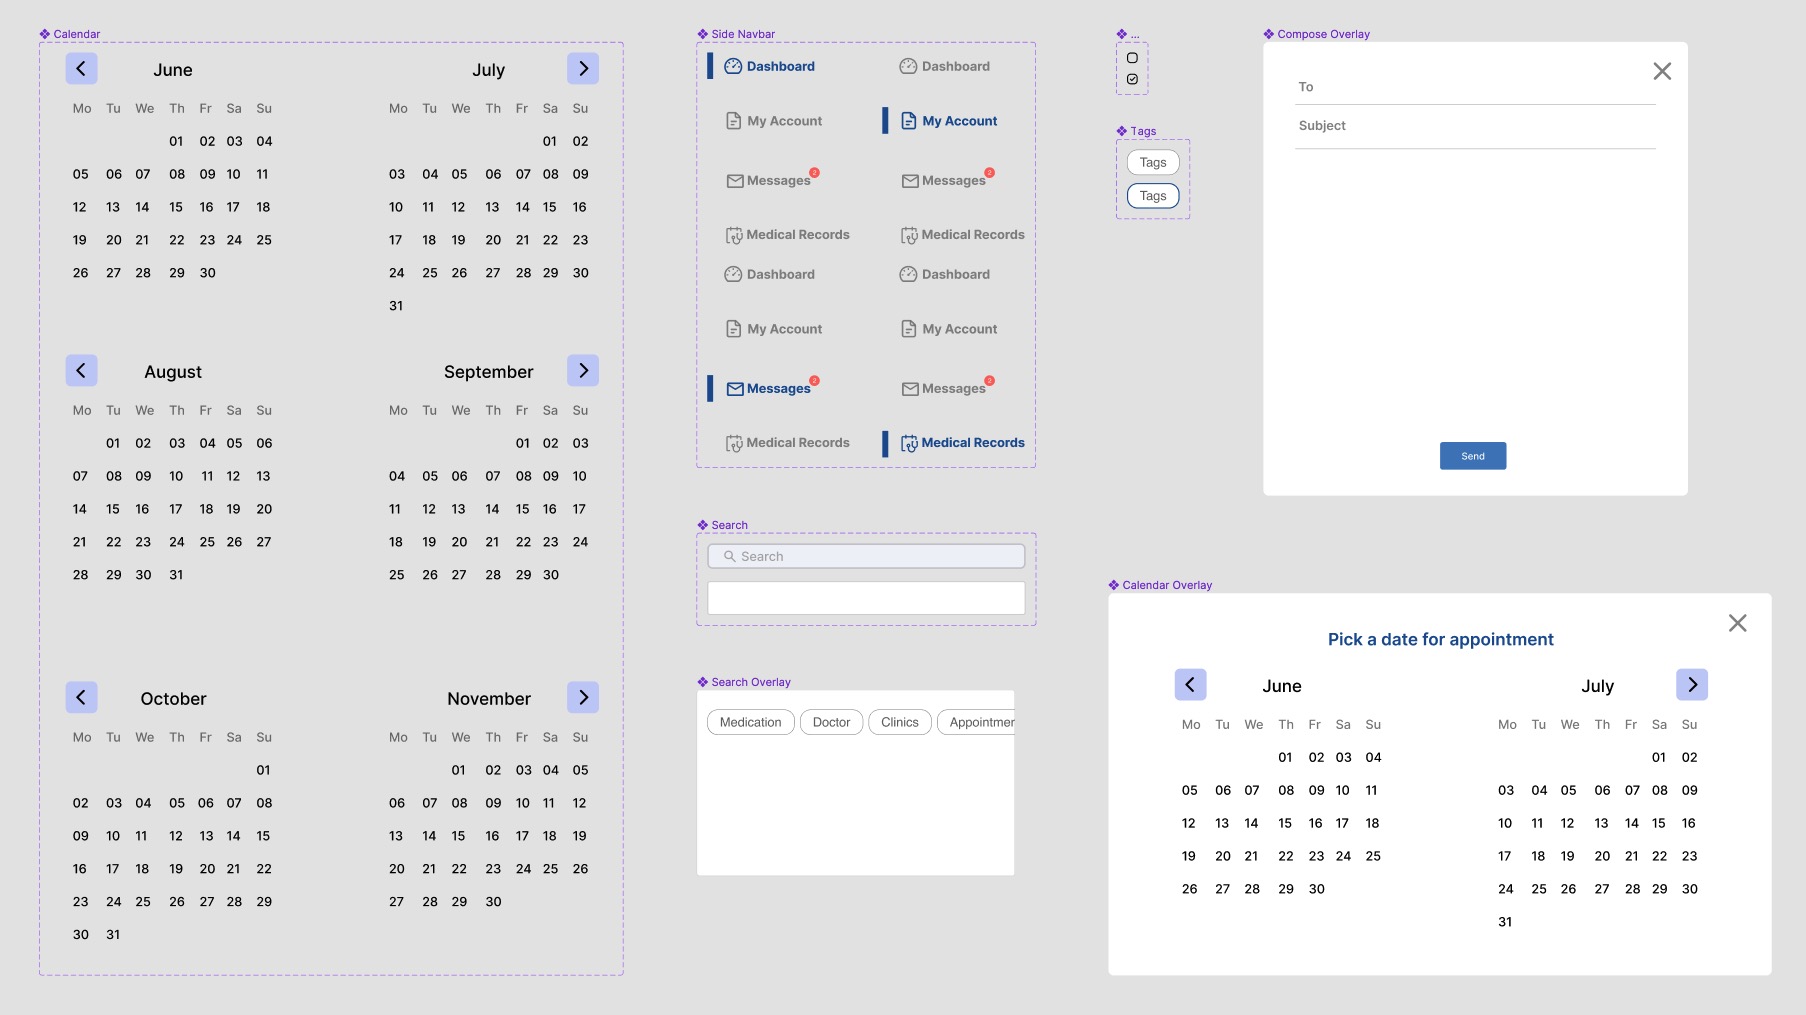 Calendar
June July
Mo Tu We Th Fr Sa Su Mo Tu We Th Fr Sa Su
01 02 03 04 01 02
05 06 07 08 09 10 11 03 04 05 06 07 08 09
12 13 14 15 16 17 18 10 11 12 13 14 15 16
19 20 21 22 23 24 25 17 18 19 20 21 22 23
26 27 28 29 30 24 25 26 27 28 29 30
31
August September
Mo Tu We Th Fr Sa Su Mo Tu We Th Fr Sa Su
01 02 03 04 05 06 01 02 03
07 08 09 10 11 12 13 04 05 06 07 08 09 10
14 15 16 17 18 19 20 11 12 13 14 15 16 17
21 22 23 24 25 26 27 18 19 20 21 22 23 24
28 29 30 31 25 26 27 28 29 30
October November
Mo Tu We Th Fr Sa Su Mo Tu We Th Fr Sa Su
01 01 02 03 04 05
02 03 04 05 06 07 08 06 07 08 09 10 11 12
09 10 11 12 13 14 15 13 14 15 16 17 18 19
16 17 18 19 20 21 22 20 21 22 23 24 25 26
23 24 25 26 27 28 29 27 28 29 30
30 31
Side Navbar
Dashboard Dashboard
My Account My Account
Messages 2 Messages 2
Medical Records Medical Records
Dashboard Dashboard
My Account My Account
Messages 2 Messages 2
Medical Records Medical Records
Search
Search
Search Overlay
Medication Doctor Clinics Appointmer
...
Tags
Tags
Tags
Compose Overlay
To
Subject
Send
Calendar Overlay
Pick a date for appointment
June July
Mo Tu We Th Fr Sa Su Mo Tu We Th Fr Sa Su
01 02 03 04 01 02
05 06 07 08 09 10 11 03 04 05 06 07 08 09
12 13 14 15 16 17 18 10 11 12 13 14 15 16
19 20 21 22 23 24 25 17 18 19 20 21 22 23
26 27 28 29 30 24 25 26 27 28 29 30
31